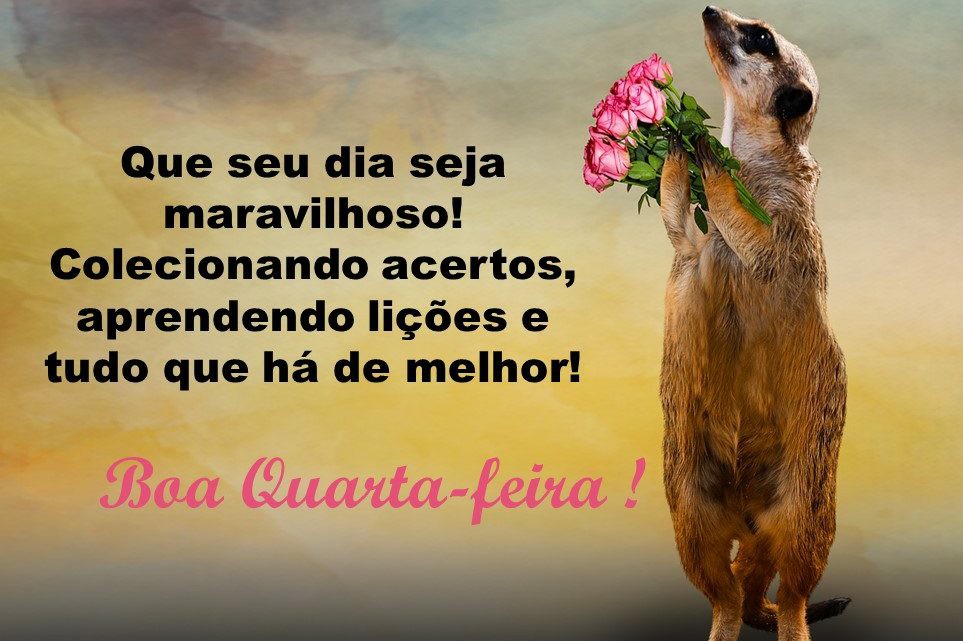 Que seu dia seja
maravilhoso!
Colecionando acertos,
aprendendo lições e
tudo que há de melhor!
Boa Quarta-feira !